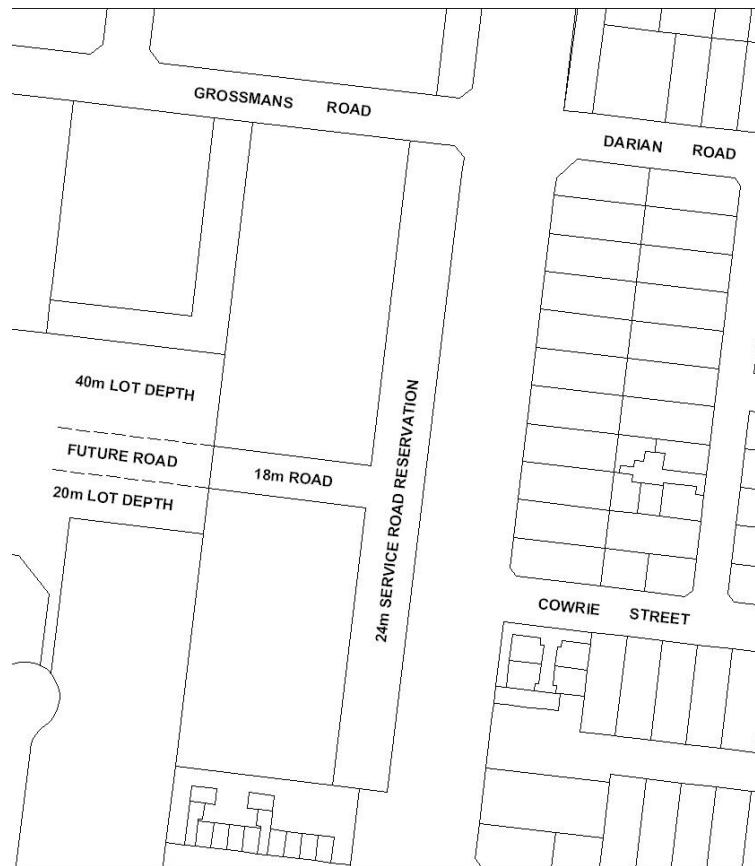 GROSSMANS ROAD
DARIAN ROAD
40m LOT DEPTH
FUTURE ROAD
18m ROAD
20m LOT DEPTH
24m SERVICE ROAD RESERVATION
COWRIE STREET